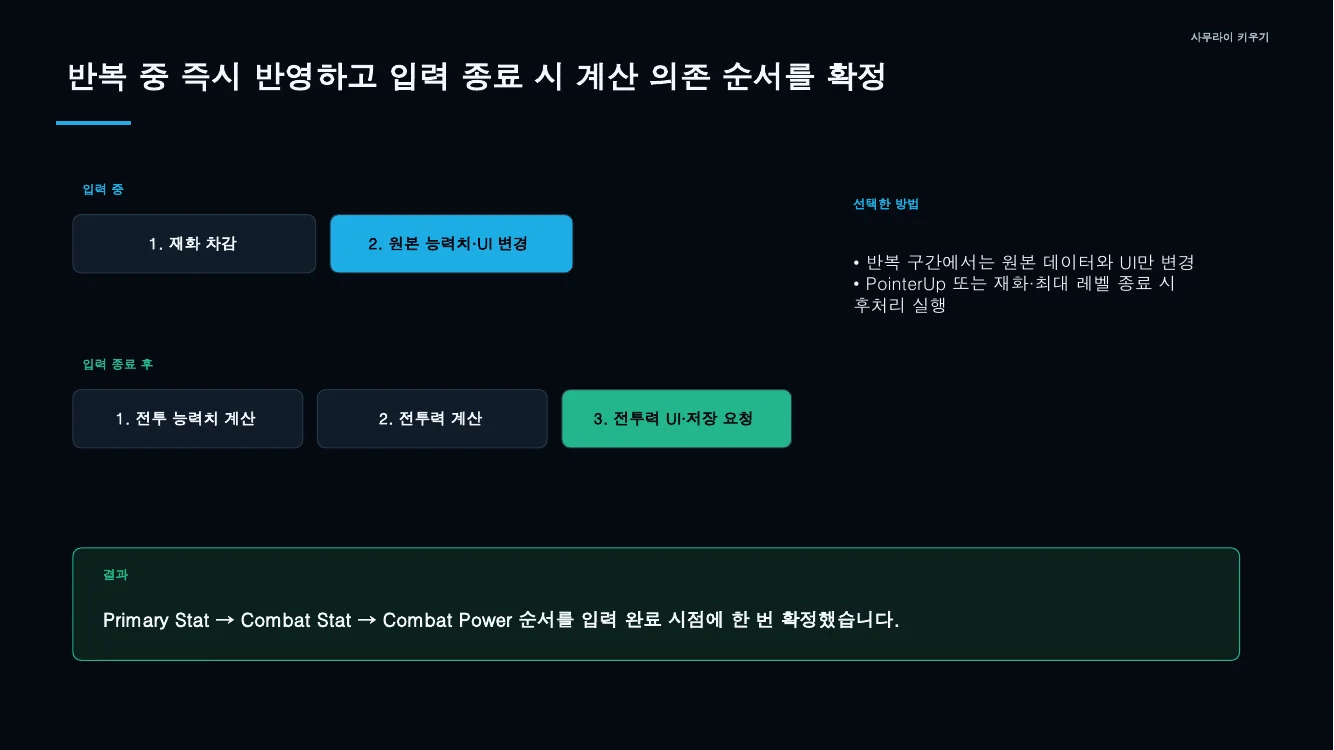 사무라이 키우기
반복 중 즉시 반영하고 입력 종료 시 계산 의존 순서를 확정
입력 중
1. 재화 차감
2. 원본 능력치·UI 변경
선택한 방법
• 반복 구간에서는 원본 데이터와 UI만 변경
• PointerUp 또는 재화·최대 레벨 종료 시
후처리 실행
입력 종료 후
1. 전투 능력치 계산
2. 전투력 계산
3. 전투력 UI·저장 요청
결과
Primary Stat → Combat Stat → Combat Power 순서를 입력 완료 시점에 한 번 확정했습니다.